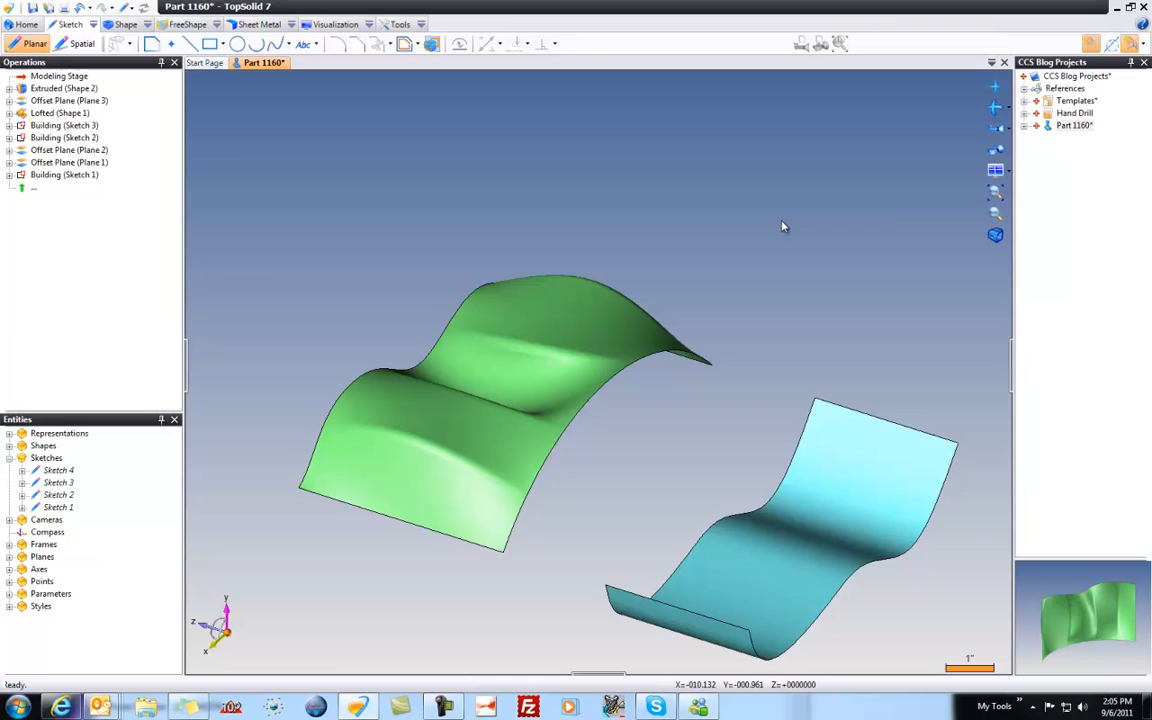 Part 1160* - TopSolid 7
Home
Sketch
Shape
FreeShape
Sheet Metal
Visualization
Tools
Planar
Spatial
Abc
Operations
Start Page
Part 1160*
CCS Blog Projects*
Modeling Stage
Extruded (Shape 2)
Offset Plane (Plane 3)
Lofted (Shape 1)
Building (Sketch 3)
Building (Sketch 2)
Offset Plane (Plane 2)
Offset Plane (Plane 1)
Building (Sketch 1)
...
CCS Blog Projects*
References
Templates*
Hand Drill
Part 1160*
Entities
Representations
Shapes
Sketches
Sketch 4
Sketch 3
Sketch 2
Sketch 1
Cameras
Compass
Frames
Planes
Axes
Points
Parameters
Styles
y
z
x
1"
Ready.
X=-010.132 Y=-000.961 Z=+0000000
My Tools
2:05 PM
9/6/2011